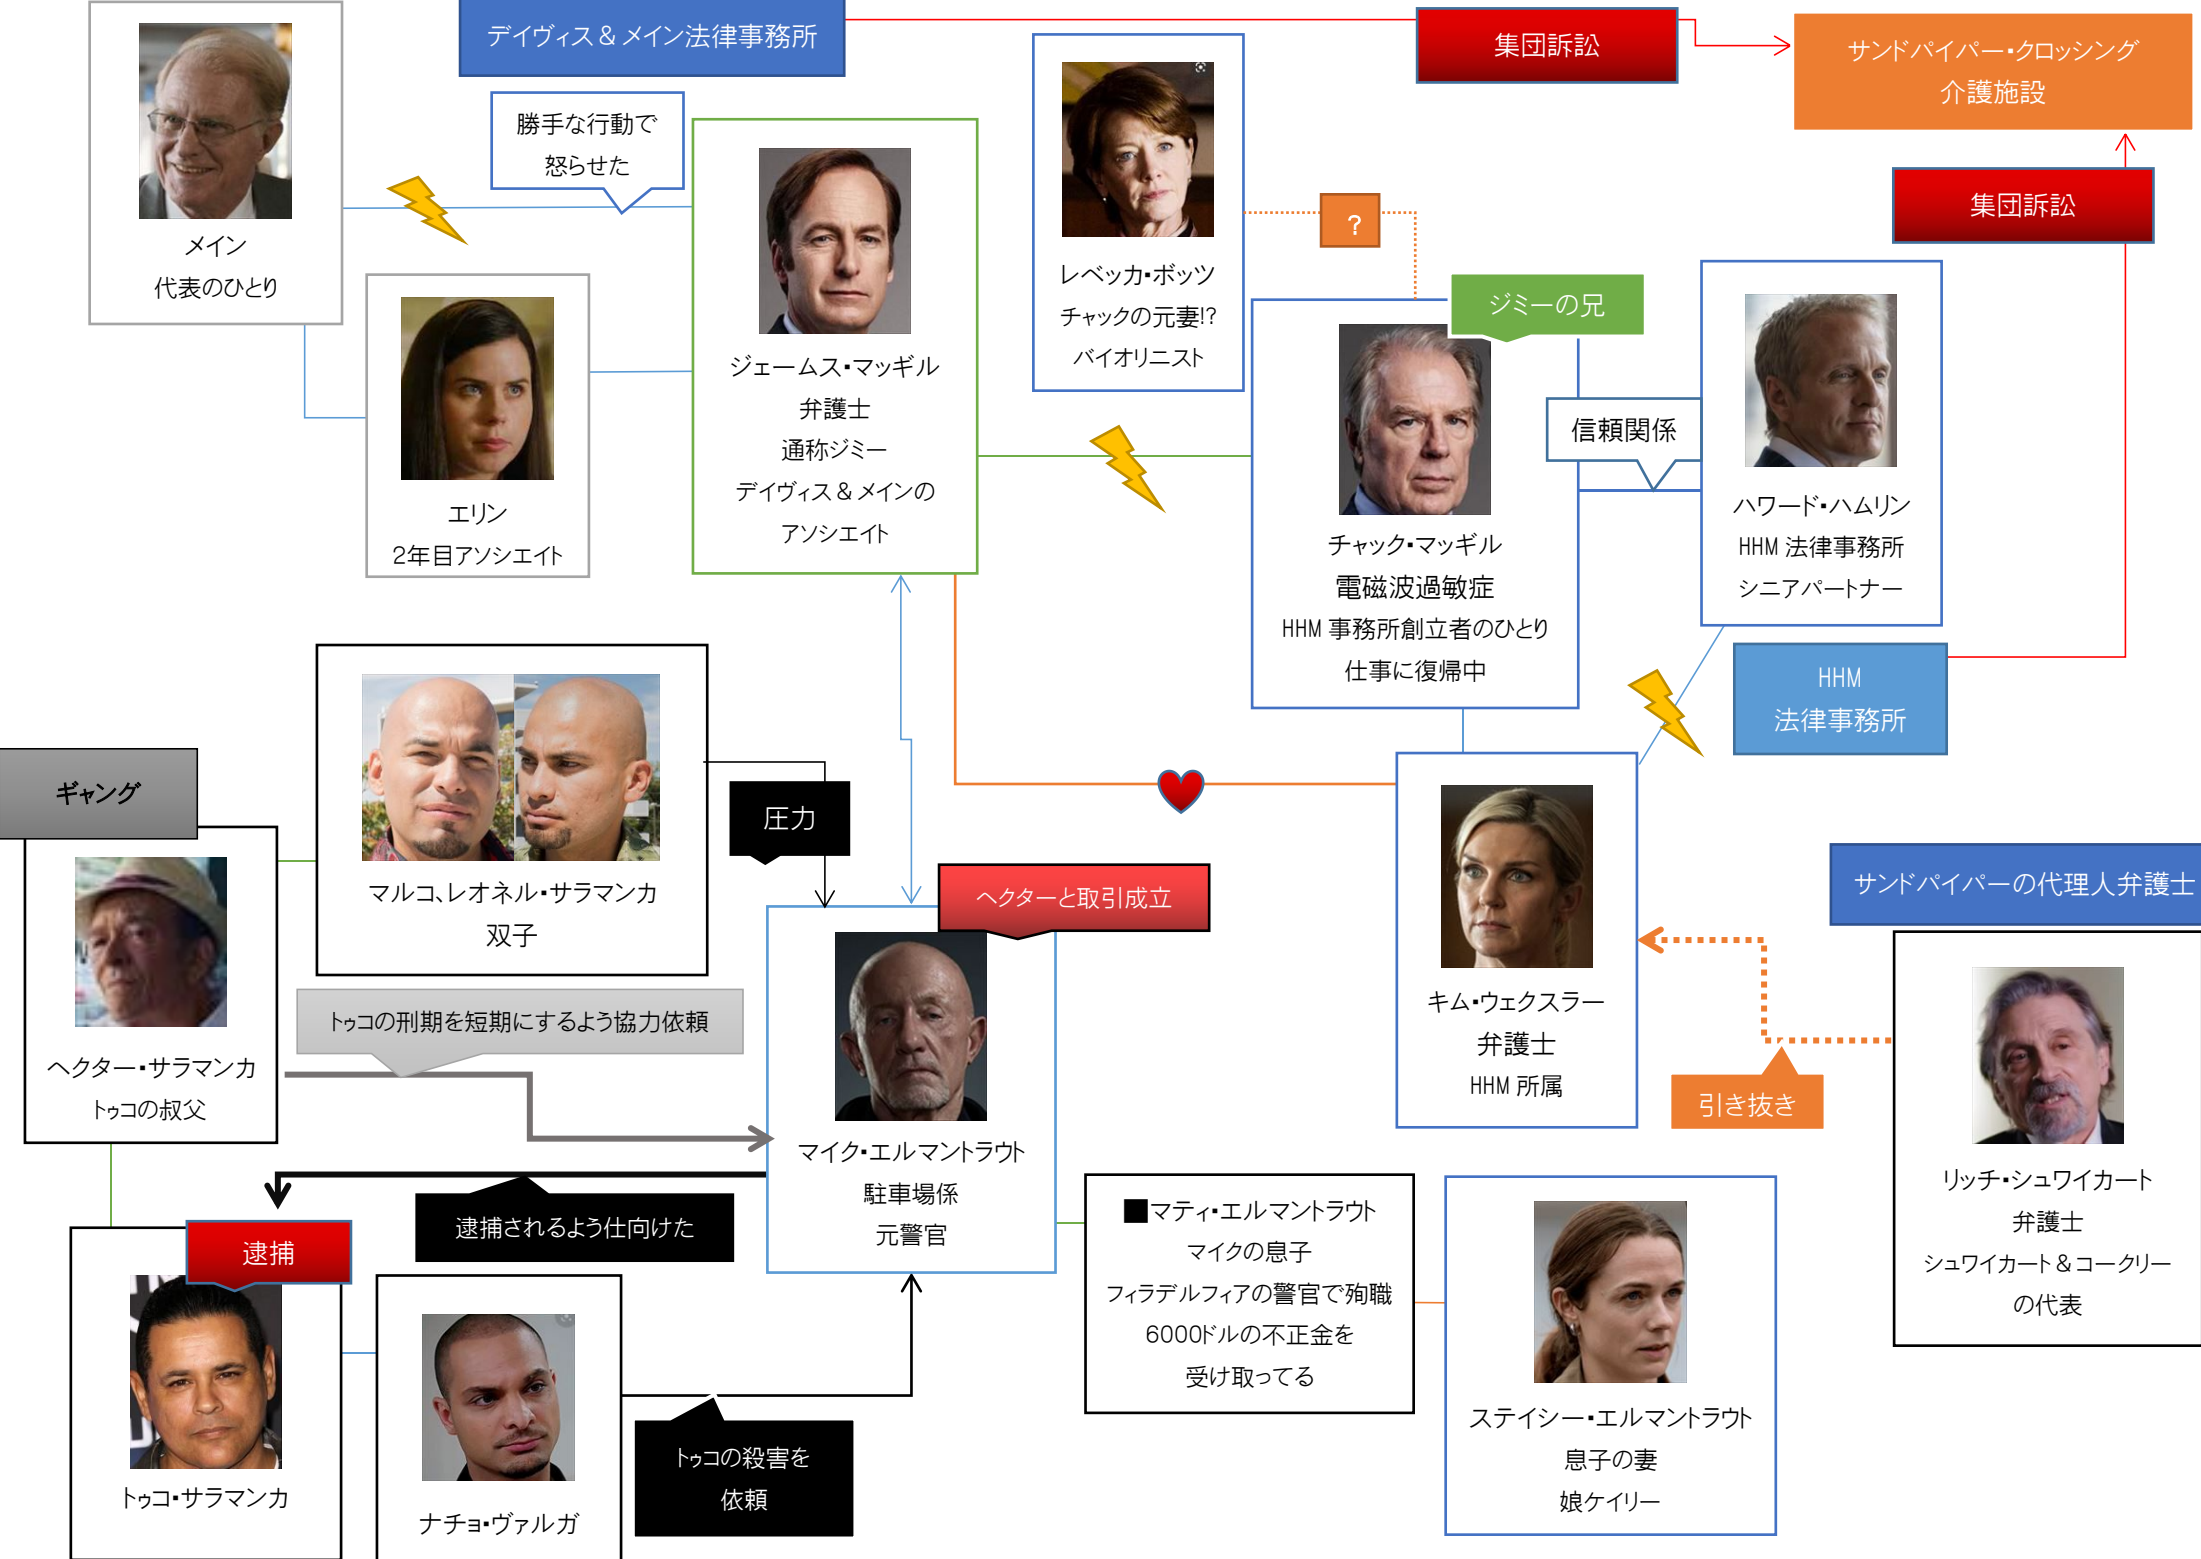 デイヴィス＆メイン法律事務所
集団訴訟
サンドパイパー・クロッシング
介護施設
勝手な行動で
怒らせた
メイン
代表のひとり
エリン
2年目アソシエイト
ジェームス・マッギル
弁護士
通称ジミー
デイヴィス＆メインの
アソシエイト
レベッカ・ボッツ
チャックの元妻!?
バイオリニスト
？
ジミーの兄
チャック・マッギル
電磁波過敏症
HHM 事務所創立者のひとり
仕事に復帰中
信頼関係
集団訴訟
ハワード・ハムリン
HHM 法律事務所
シニアパートナー
HHM
法律事務所
ギャング
マルコ、レオネル・サラマンカ
双子
圧力
ヘクターと取引成立
ヘクター・サラマンカ
トゥコの叔父
トゥコの刑期を短期にするよう協力依頼
マイク・エルマントラウト
駐車場係
元警官
キム・ウェクスラー
弁護士
HHM 所属
サンドパイパーの代理人弁護士
引き抜き
リッチ・シュワイカート
弁護士
シュワイカート＆コークリー
の代表
逮捕されるよう仕向けた
逮捕
トゥコ・サラマンカ
ナチョ・ヴァルガ
トゥコの殺害を
依頼
■マティ・エルマントラウト
マイクの息子
フィラデルフィアの警官で殉職
6000ドルの不正金を
受け取ってる
ステイシー・エルマントラウト
息子の妻
娘ケイリー